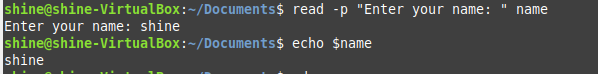 shine@shine-VirtualBox:~/Documents$ read -p "Enter your name: " name
Enter your name: shine
shine@shine-VirtualBox:~/Documents$ echo $name
shine